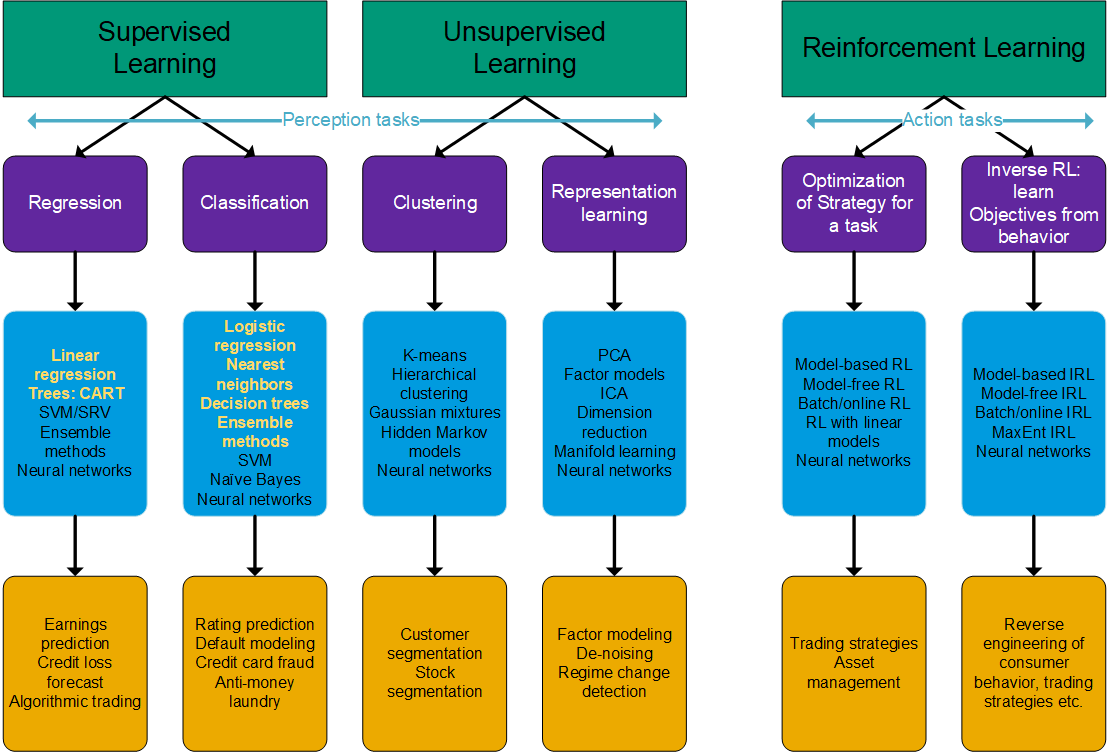 Supervised
Learning
Unsupervised
Learning
Reinforcement Learning
Perception tasks
Action tasks
Regression
Classification
Clustering
Representation
learning
Optimization
of Strategy for
a task
Inverse RL:
learn
Objectives from
behavior
Linear
regression
Trees: CART
SVM/SRV
Ensemble
methods
Neural networks
Logistic
regression
Nearest
neighbors
Decision trees
Ensemble
methods
SVM
Naïve Bayes
Neural networks
K-means
Hierarchical
clustering
Gaussian mixtures
Hidden Markov
models
Neural networks
PCA
Factor models
ICA
Dimension
reduction
Manifold learning
Neural networks
Model-based RL
Model-free RL
Batch/online RL
RL with linear
models
Neural networks
Model-based IRL
Model-free IRL
Batch/online IRL
MaxEnt IRL
Neural networks
Earnings
prediction
Credit loss
forecast
Algorithmic trading
Rating prediction
Default modeling
Credit card fraud
Anti-money
laundry
Customer
segmentation
Stock
segmentation
Factor modeling
De-noising
Regime change
detection
Trading strategies
Asset
management
Reverse
engineering of
consumer
behavior, trading
strategies etc.